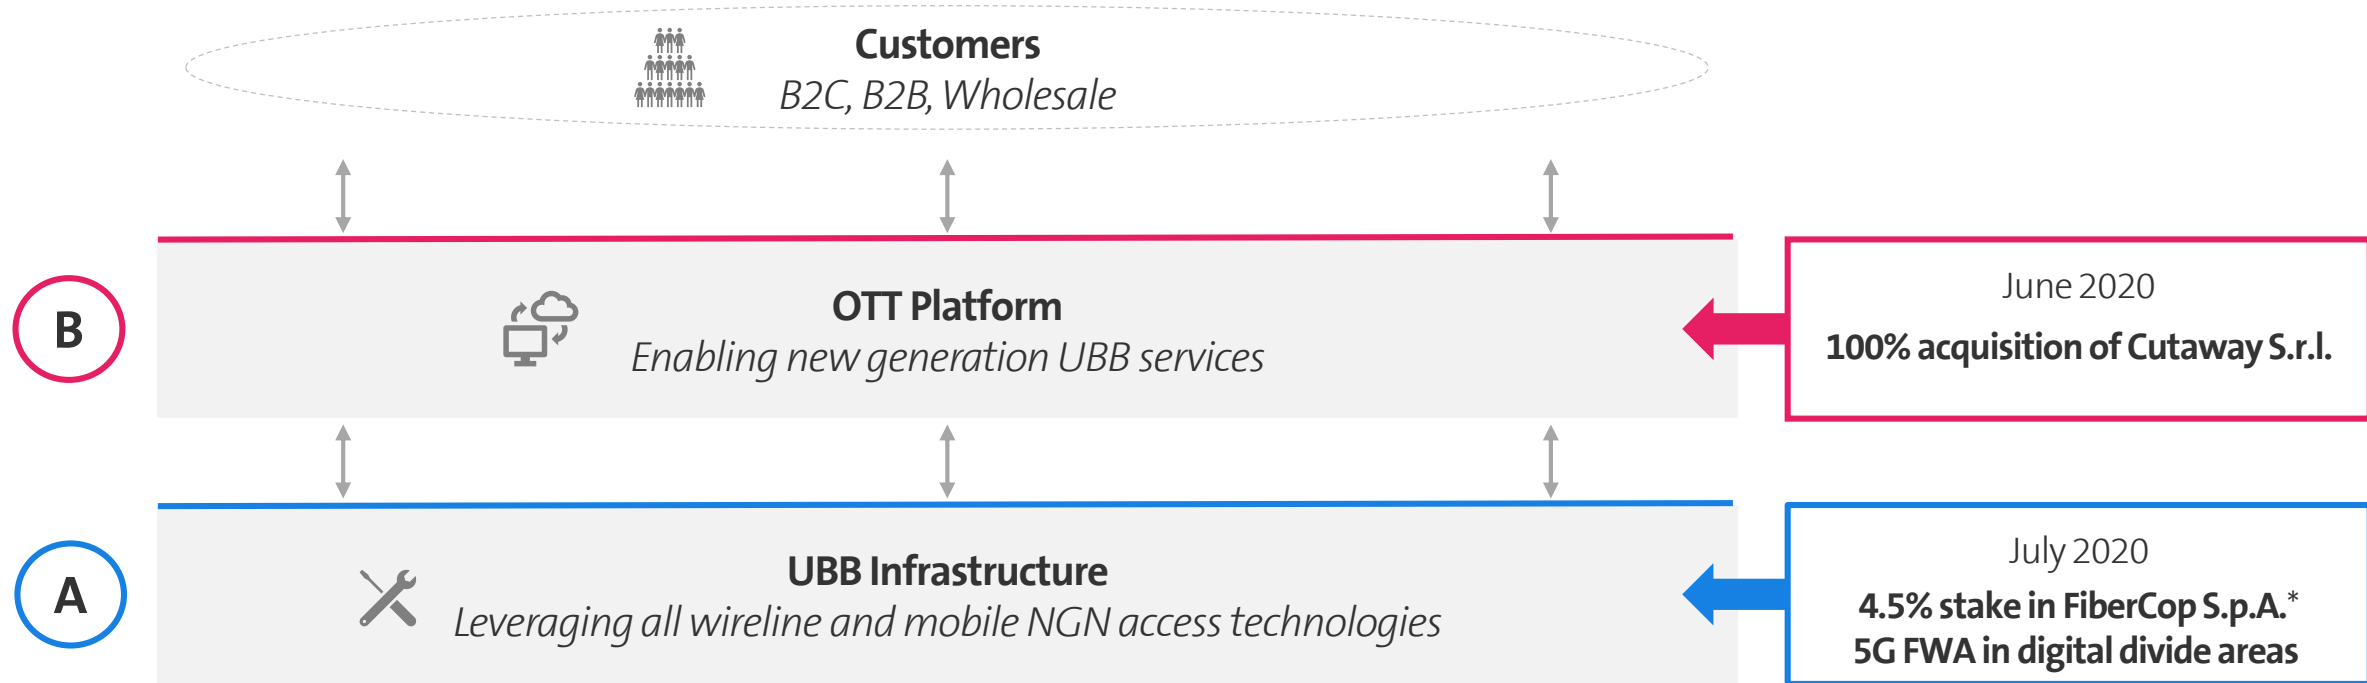 Customers
B2C, B2B, Wholesale
B
OTT Platform
Enabling new generation UBB services
June 2020
100% acquisition of Cutaway S.r.l.
A
UBB Infrastructure
Leveraging all wireline and mobile NGN access technologies
July 2020
4.5% stake in FiberCop S.p.A.*
5G FWA in digital divide areas